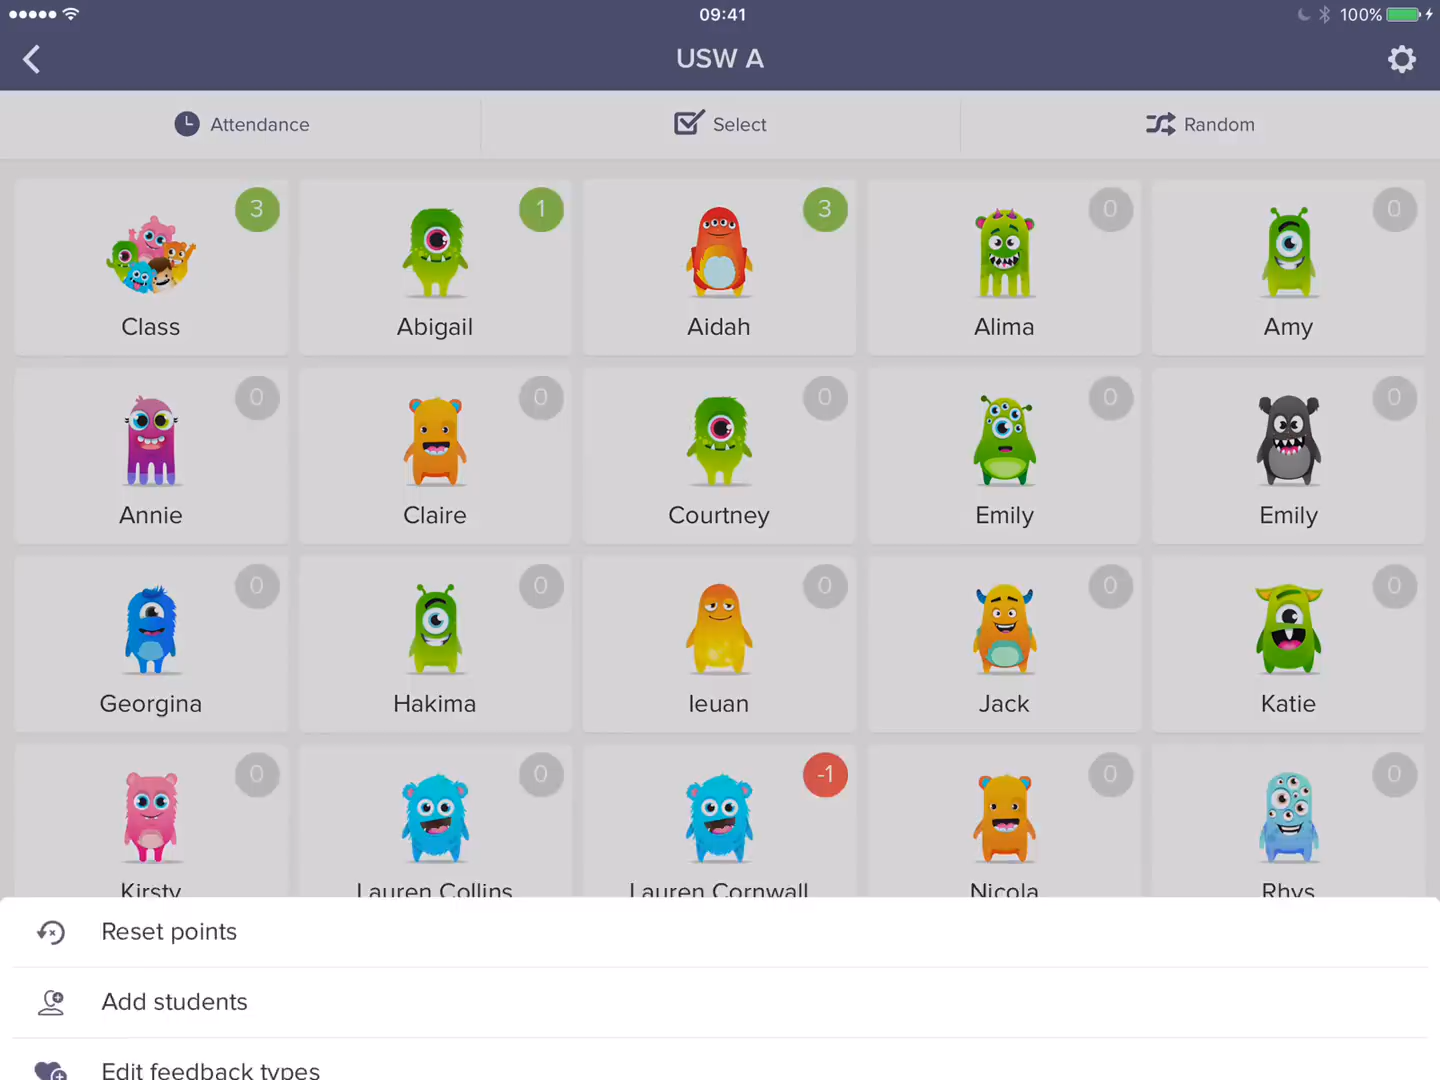 09:41
100%
USW A
Attendance
Select
Random
3
1
3
0
0
Class
Abigail
Aidah
Alima
Amy
0
0
0
0
0
Annie
Claire
Courtney
Emily
Emily
0
0
0
0
0
Georgina
Hakima
Ieuan
Jack
Katie
0
0
-1
0
0
Kirsty
Lauren Collins
Lauren Cornwall
Nicola
Rhys
Reset points
Add students
Edit feedback types